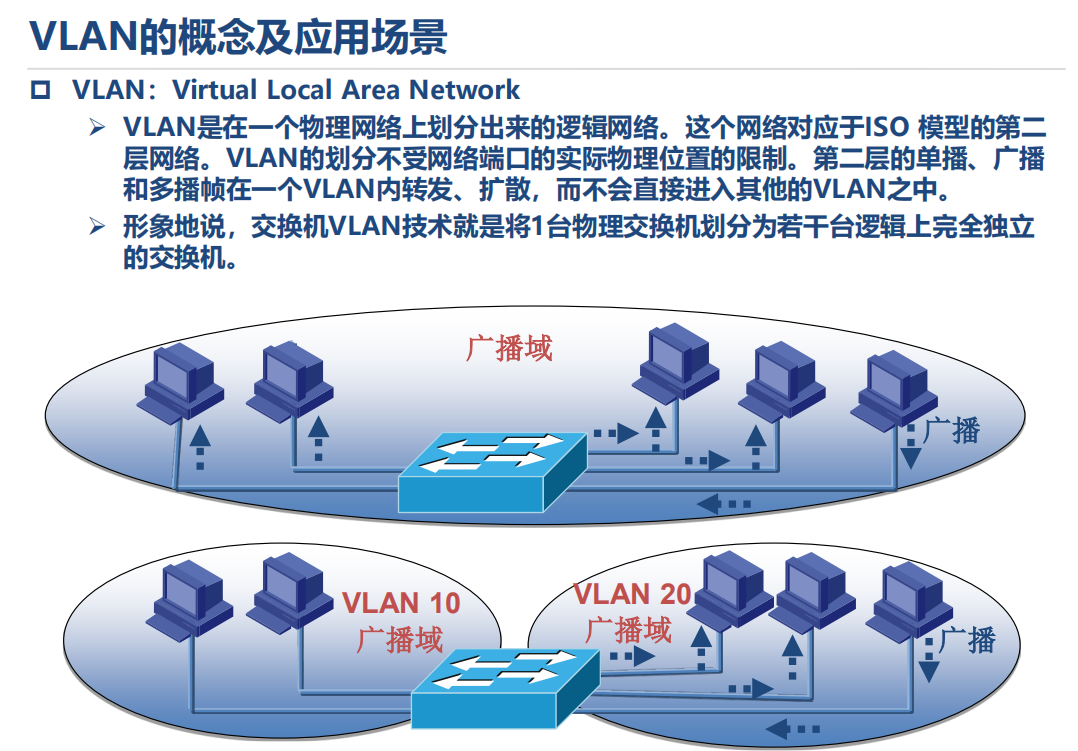 VLAN的概念及应用场景
VLAN：Virtual Local Area Network
VLAN是在一个物理网络上划分出来的逻辑网络。这个网络对应于ISO 模型的第二
层网络。VLAN的划分不受网络端口的实际物理位置的限制。第二层的单播、广播
和多播帧在一个VLAN内转发、扩散，而不会直接进入其他的VLAN之中。
形象地说，交换机VLAN技术就是将1台物理交换机划分为若干台逻辑上完全独立
的交换机。
广播域
广播
VLAN 10
广播域
VLAN 20
广播域
广播